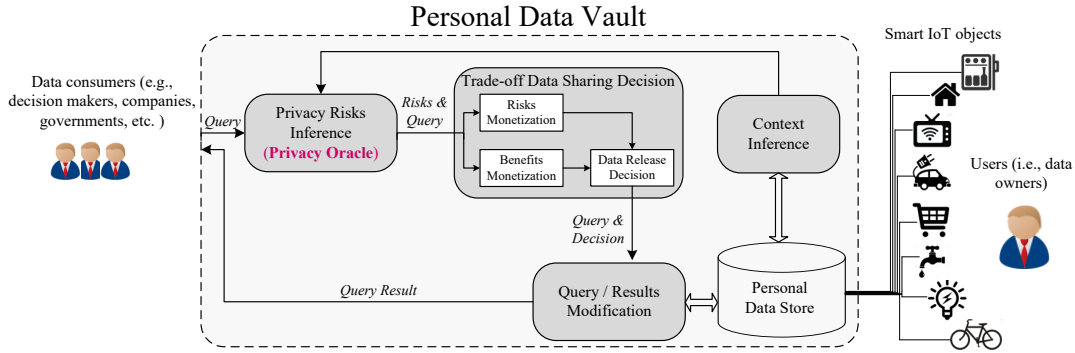 Personal Data Vault
Data consumers (e.g.,
decision makers, companies,
governments, etc. )
Query
Privacy Risks
Inference
(Privacy Oracle)
Risks &
Query
Trade-off Data Sharing Decision
Risks
Monetization
Benefits
Monetization
Data Release
Decision
Context
Inference
Query &
Decision
Query Result
Query / Results
Modification
Personal
Data Store
Smart IoT objects
Users (i.e., data
owners)